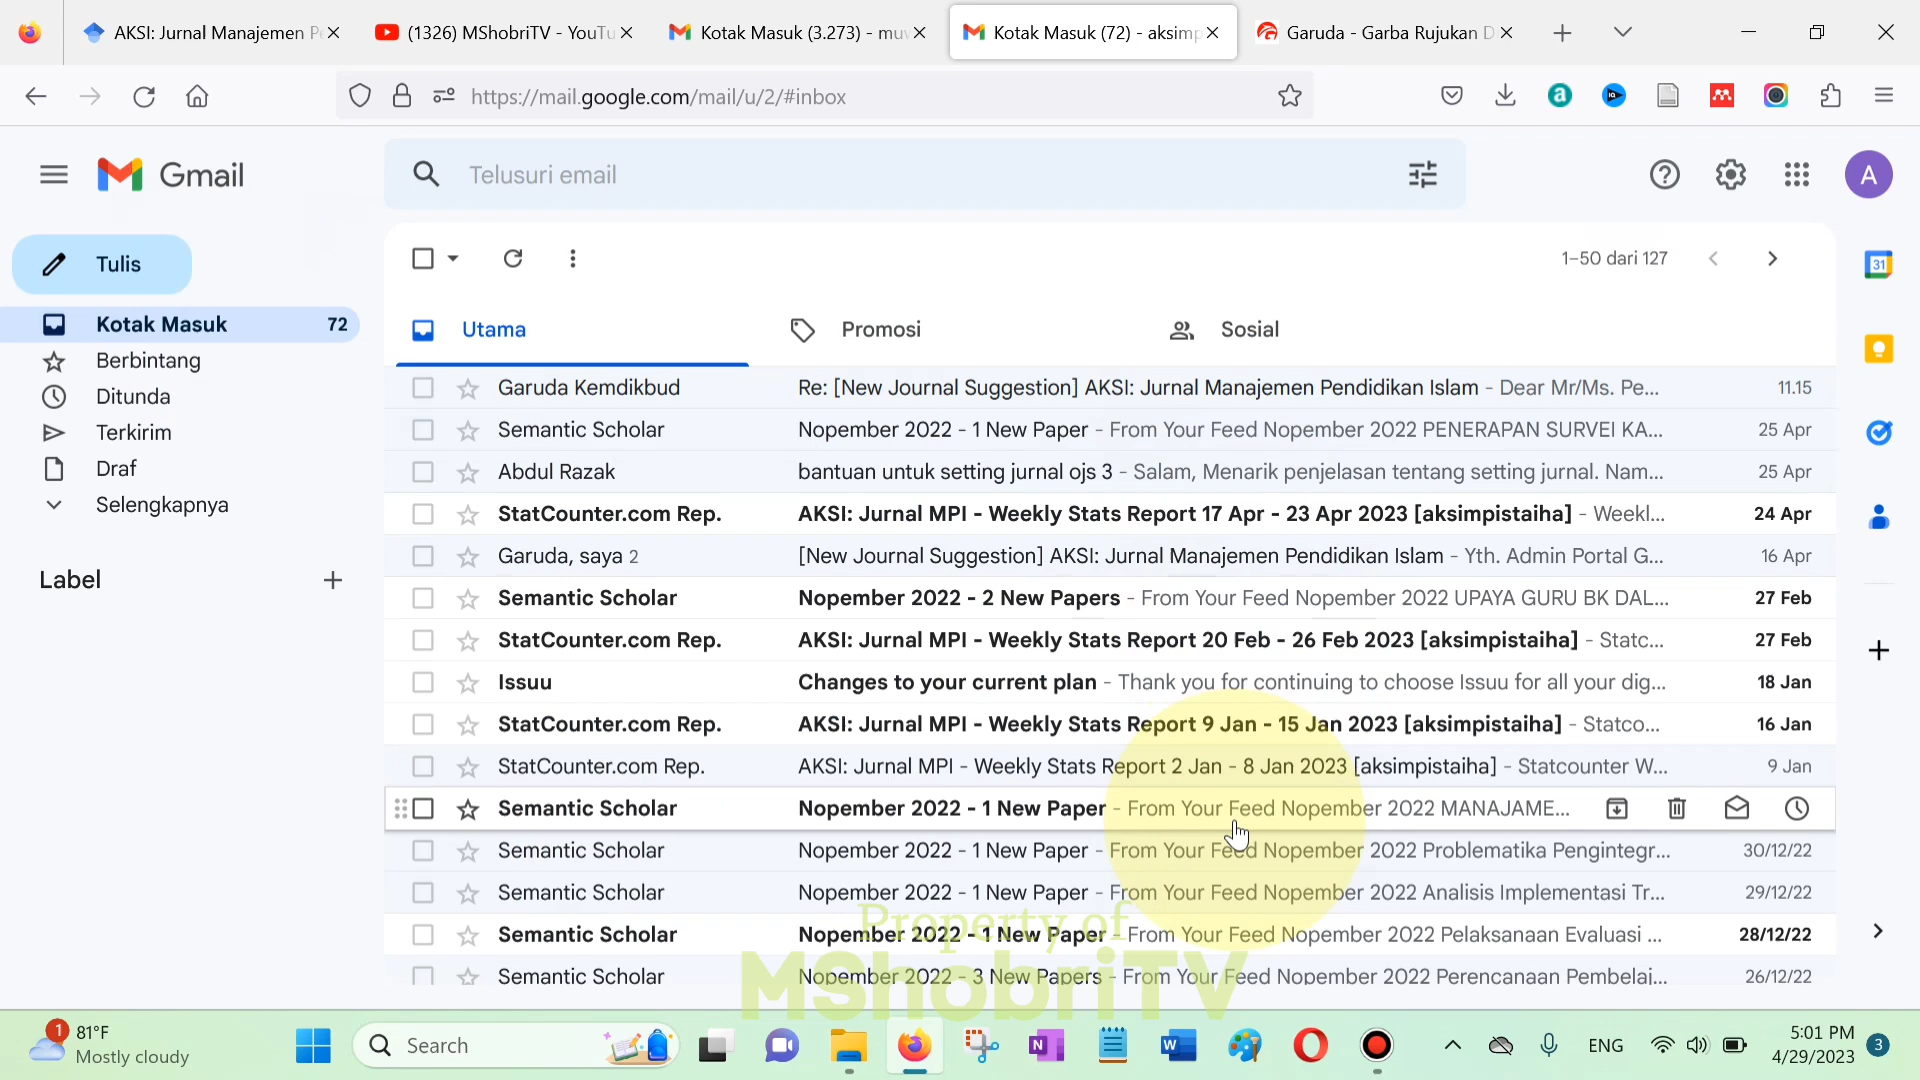 AKSI: Jurnal Manajemen P
(1326) MShobriTV - YouTu
Kotak Masuk (3.273) - muw
Kotak Masuk (72) - aksimp
Garuda - Garba Rujukan D
https://mail.google.com/mail/u/2/#inbox
Gmail
Telusuri email
A
Tulis
1–50 dari 127
31
Kotak Masuk 72
Utama
Promosi
Sosial
Berbintang
Ditunda
Terkirim
Draf
Selengkapnya
Label
Garuda Kemdikbud Re: [New Journal Suggestion] AKSI: Jurnal Manajemen Pendidikan Islam - Dear Mr/Ms. Pe... 11.15
Semantic Scholar Nopember 2022 - 1 New Paper - From Your Feed Nopember 2022 PENERAPAN SURVEI KA... 25 Apr
Abdul Razak bantuan untuk setting jurnal ojs 3 - Salam, Menarik penjelasan tentang setting jurnal. Nam... 25 Apr
StatCounter.com Rep. AKSI: Jurnal MPI - Weekly Stats Report 17 Apr - 23 Apr 2023 [aksimpistaiha] - Weekl... 24 Apr
Garuda, saya 2 [New Journal Suggestion] AKSI: Jurnal Manajemen Pendidikan Islam - Yth. Admin Portal G... 16 Apr
Semantic Scholar Nopember 2022 - 2 New Papers - From Your Feed Nopember 2022 UPAYA GURU BK DAL... 27 Feb
StatCounter.com Rep. AKSI: Jurnal MPI - Weekly Stats Report 20 Feb - 26 Feb 2023 [aksimpistaiha] - Statc... 27 Feb
Issuu Changes to your current plan - Thank you for continuing to choose Issuu for all your dig... 18 Jan
StatCounter.com Rep. AKSI: Jurnal MPI - Weekly Stats Report 9 Jan - 15 Jan 2023 [aksimpistaiha] - Statco... 16 Jan
StatCounter.com Rep. AKSI: Jurnal MPI - Weekly Stats Report 2 Jan - 8 Jan 2023 [aksimpistaiha] - Statcounter W... 9 Jan
Semantic Scholar Nopember 2022 - 1 New Paper - From Your Feed Nopember 2022 MANAJAME...
Semantic Scholar Nopember 2022 - 1 New Paper - From Your Feed Nopember 2022 Problematika Pengintegr... 30/12/22
Semantic Scholar Nopember 2022 - 1 New Paper - From Your Feed Nopember 2022 Analisis Implementasi Tr... 29/12/22
Semantic Scholar Nopember 2022 - 1 New Paper - From Your Feed Nopember 2022 Pelaksanaan Evaluasi ... 28/12/22
Semantic Scholar Nopember 2022 - 3 New Papers - From Your Feed Nopember 2022 Perencanaan Pembelaj... 26/12/22
Property of
MShobriTV
1
81°F
Mostly cloudy
Search
ENG
5:01 PM
4/29/2023
3